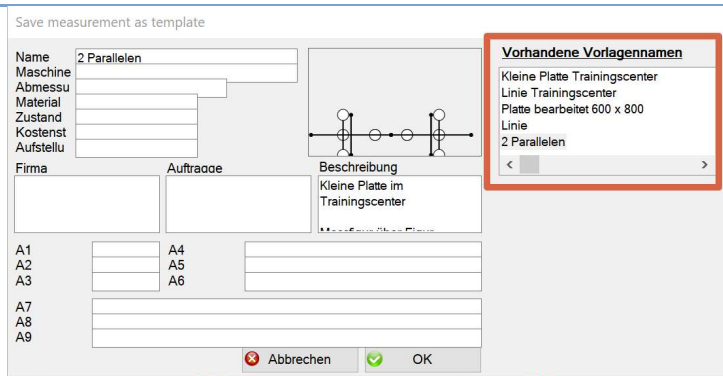 Save measurement as template
Name 2 Parallelen
Maschine
Abmessu
Material
Zustand
Kostenst
Aufstellu
Firma Auftragge Beschreibung
Kleine Platte im
Trainingscenter
A1 A4
A2 A5
A3 A6
A7
A8
A9
Abbrechen OK
Vorhandene Vorlagennamen
Kleine Platte Trainingscenter
Linie Trainingscenter
Platte bearbeitet 600 x 800
Linie
2 Parallelen